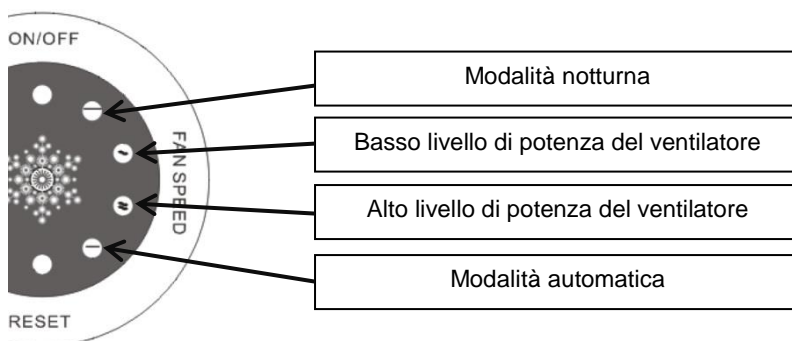 ON/OFF
Modalità notturna
Basso livello di potenza del ventilatore
FAN SPEED
Alto livello di potenza del ventilatore
Modalità automatica
RESET